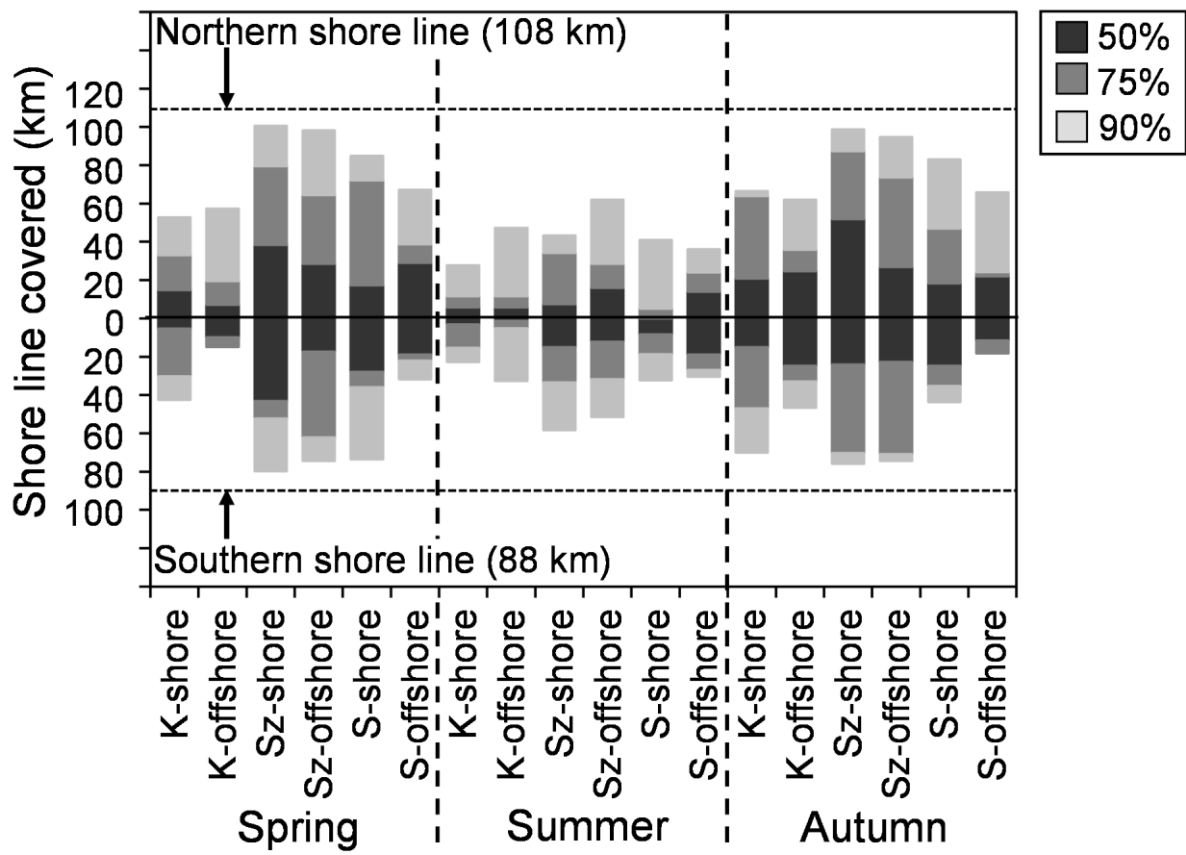 Northern shore line (108 km)
50%
75%
90%
Shore line covered (km)
120
100
80
60
40
20
0
20
40
60
80
100
Southern shore line (88 km)
K-shore
K-offshore
Sz-shore
Sz-offshore
S-shore
S-offshore
K-shore
K-offshore
Sz-shore
Sz-offshore
S-shore
S-offshore
K-shore
K-offshore
Sz-shore
Sz-offshore
S-shore
S-offshore
Spring
Summer
Autumn